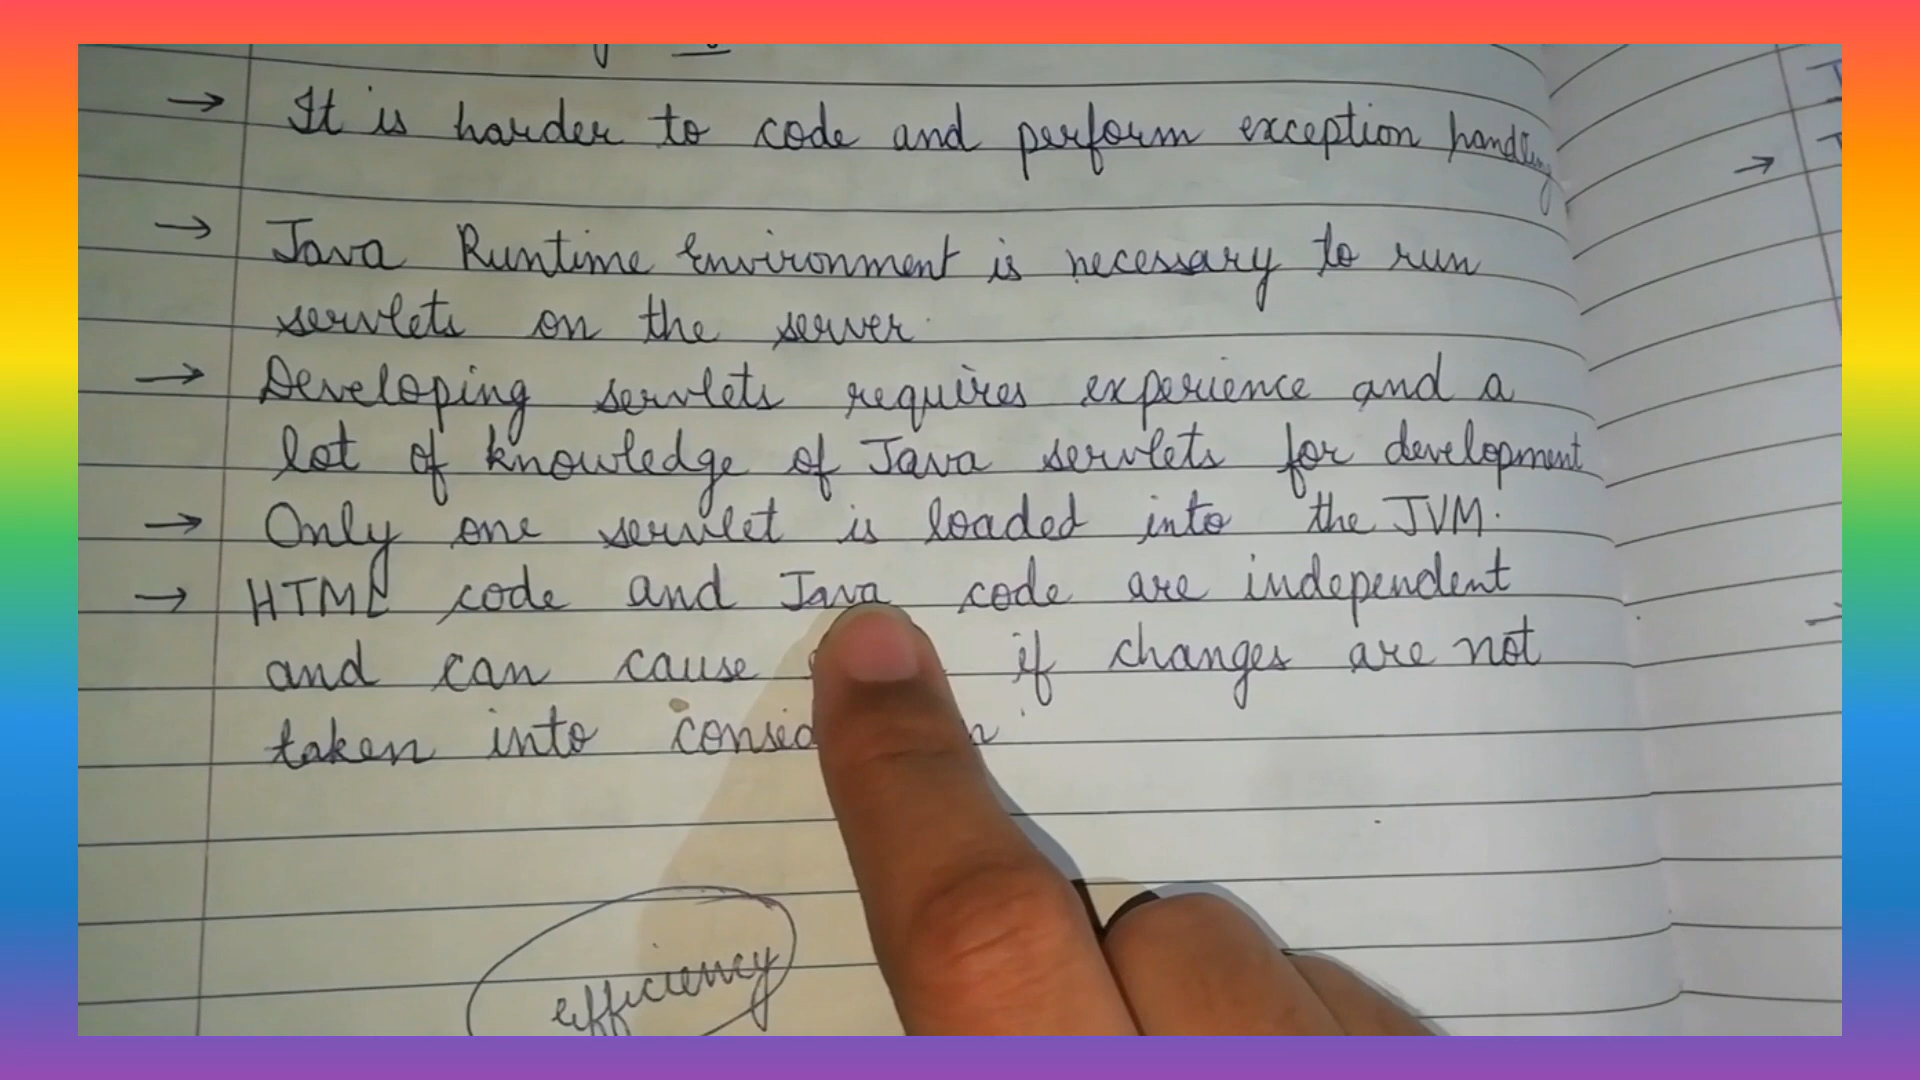 → It is harder to code and perform exception handling
→ Java Runtime Environment is necessary to run
servlets on the server.
→ Developing servlets requires experience and a
lot of knowledge of Java servlets for development
→ Only one servlet is loaded into the JVM.
→ HTML code and Java code are independent
and can cause if changes are not
taken into
efficiency